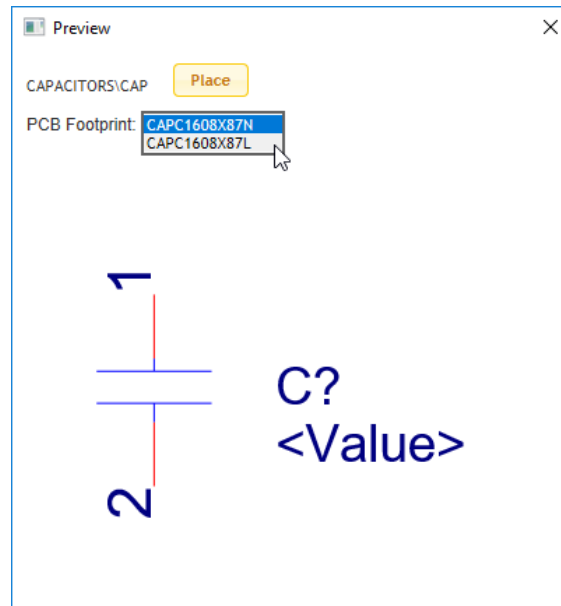 Preview
CAPACITORS\CAP Place
PCB Footprint: CAPC1608X87N
CAPC1608X87L
1
C?
<Value>
2